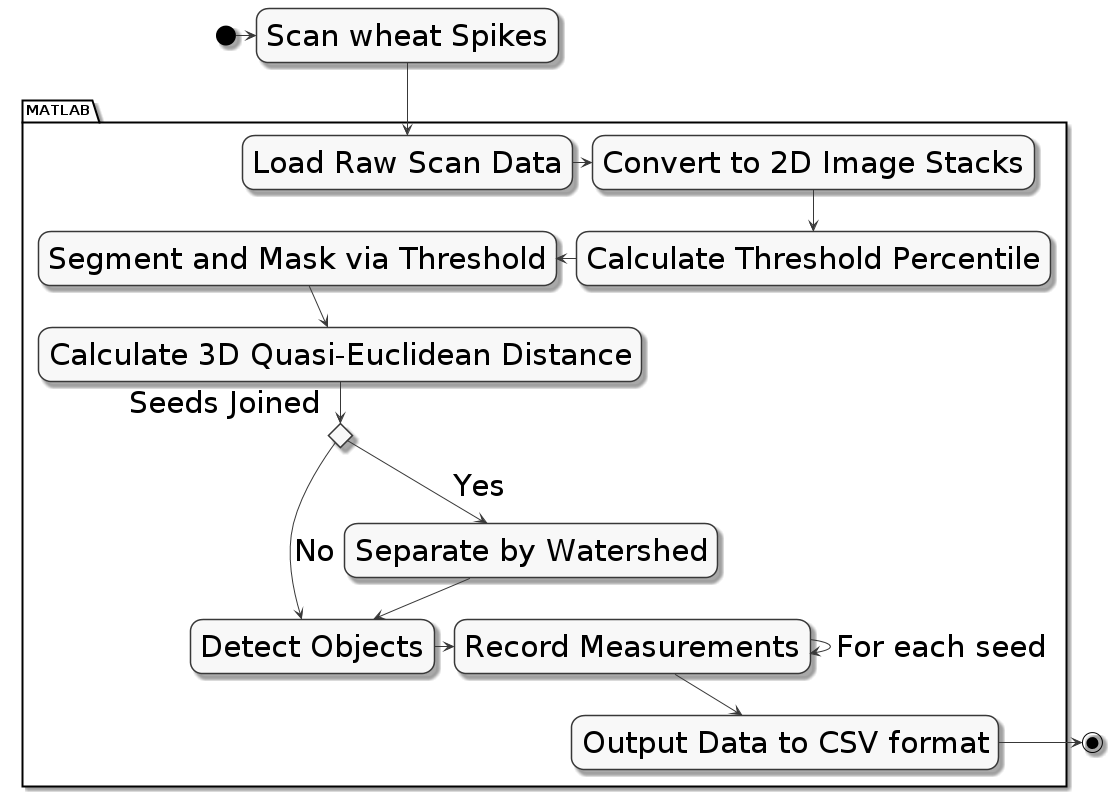 Scan wheat Spikes
MATLAB
Load Raw Scan Data
Convert to 2D Image Stacks
Segment and Mask via Threshold
Calculate Threshold Percentile
Calculate 3D Quasi-Euclidean Distance
Seeds Joined
Yes
No
Separate by Watershed
Detect Objects
Record Measurements
For each seed
Output Data to CSV format